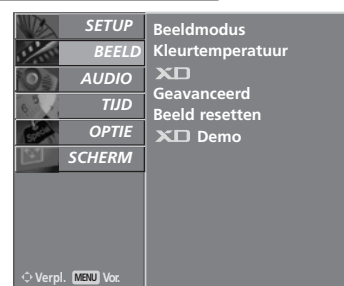 SETUP
BEELD
AUDIO
TIJD
OPTIE
SCHERM
Beeldmodus
Kleurtemperatuur
XD
Geavanceerd
Beeld resetten
XD Demo
Verpl. MENU Vor.